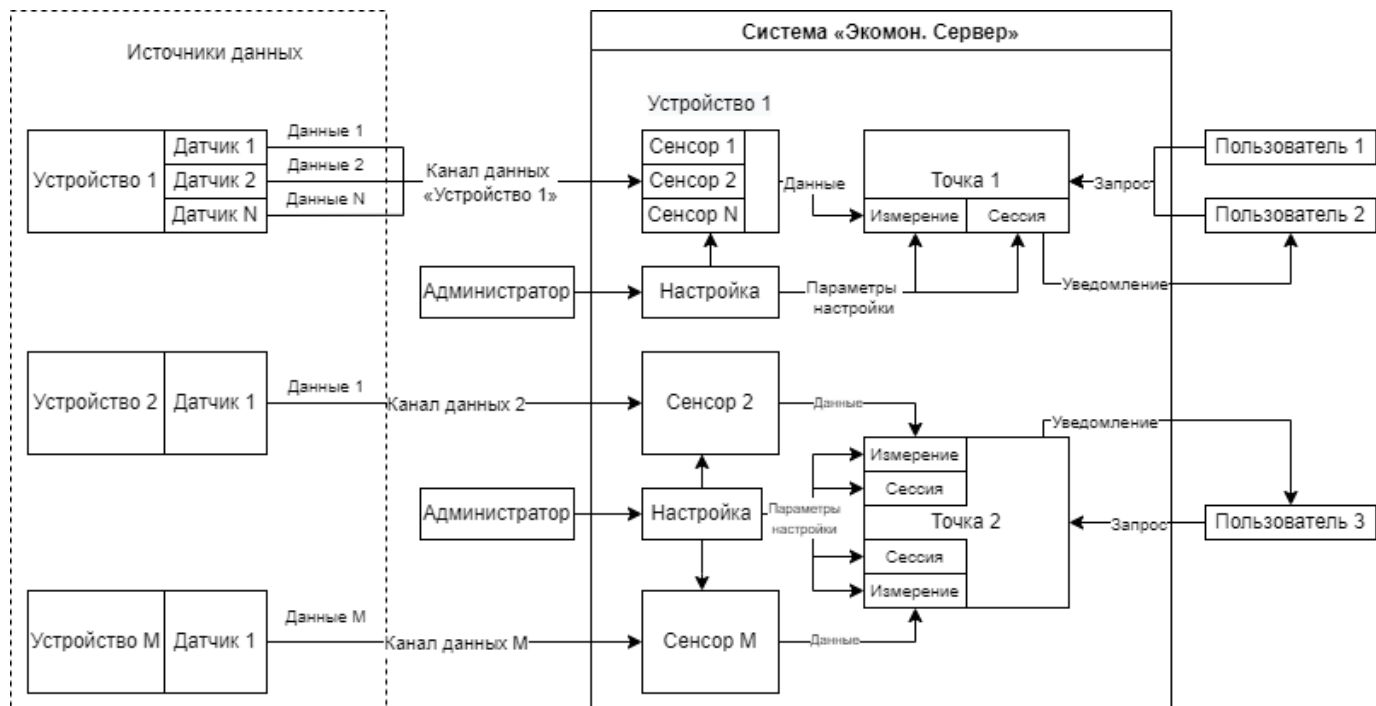 Источники данных
Система «Экомон. Сервер»
Устройство 1
Датчик 1
Датчик 2
Датчик N
Данные 1
Данные 2
Данные N
Канал данных
«Устройство 1»
Устройство 1
Сенсор 1
Сенсор 2
Сенсор N
Данные
Точка 1
Измерение
Сессия
Запрос
Пользователь 1
Пользователь 2
Уведомление
Администратор
Настройка
Параметры
настройки
Устройство 2
Датчик 1
Данные 1
Канал данных 2
Сенсор 2
Данные
Уведомление
Измерение
Сессия
Точка 2
Сессия
Измерение
Администратор
Настройка
Параметры
настройки
Запрос
Пользователь 3
Устройство М
Датчик 1
Данные М
Канал данных М
Сенсор М
Данные